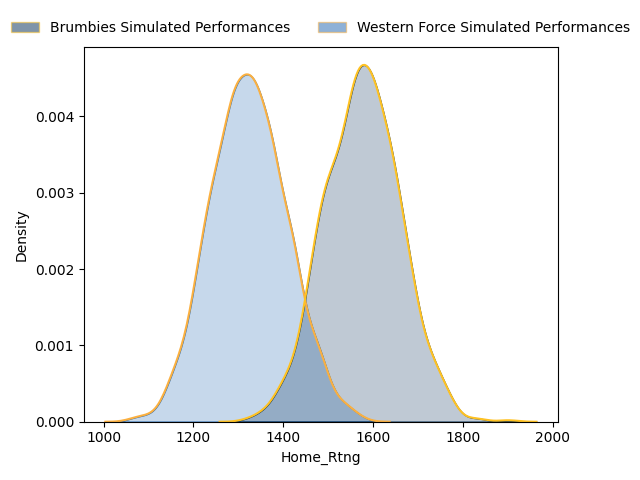 Brumbies Simulated Performances
Western Force Simulated Performances
Density
0.004
0.003
0.002
0.001
0.000
1000 1200 1400 1600 1800 2000
Home_Rtng